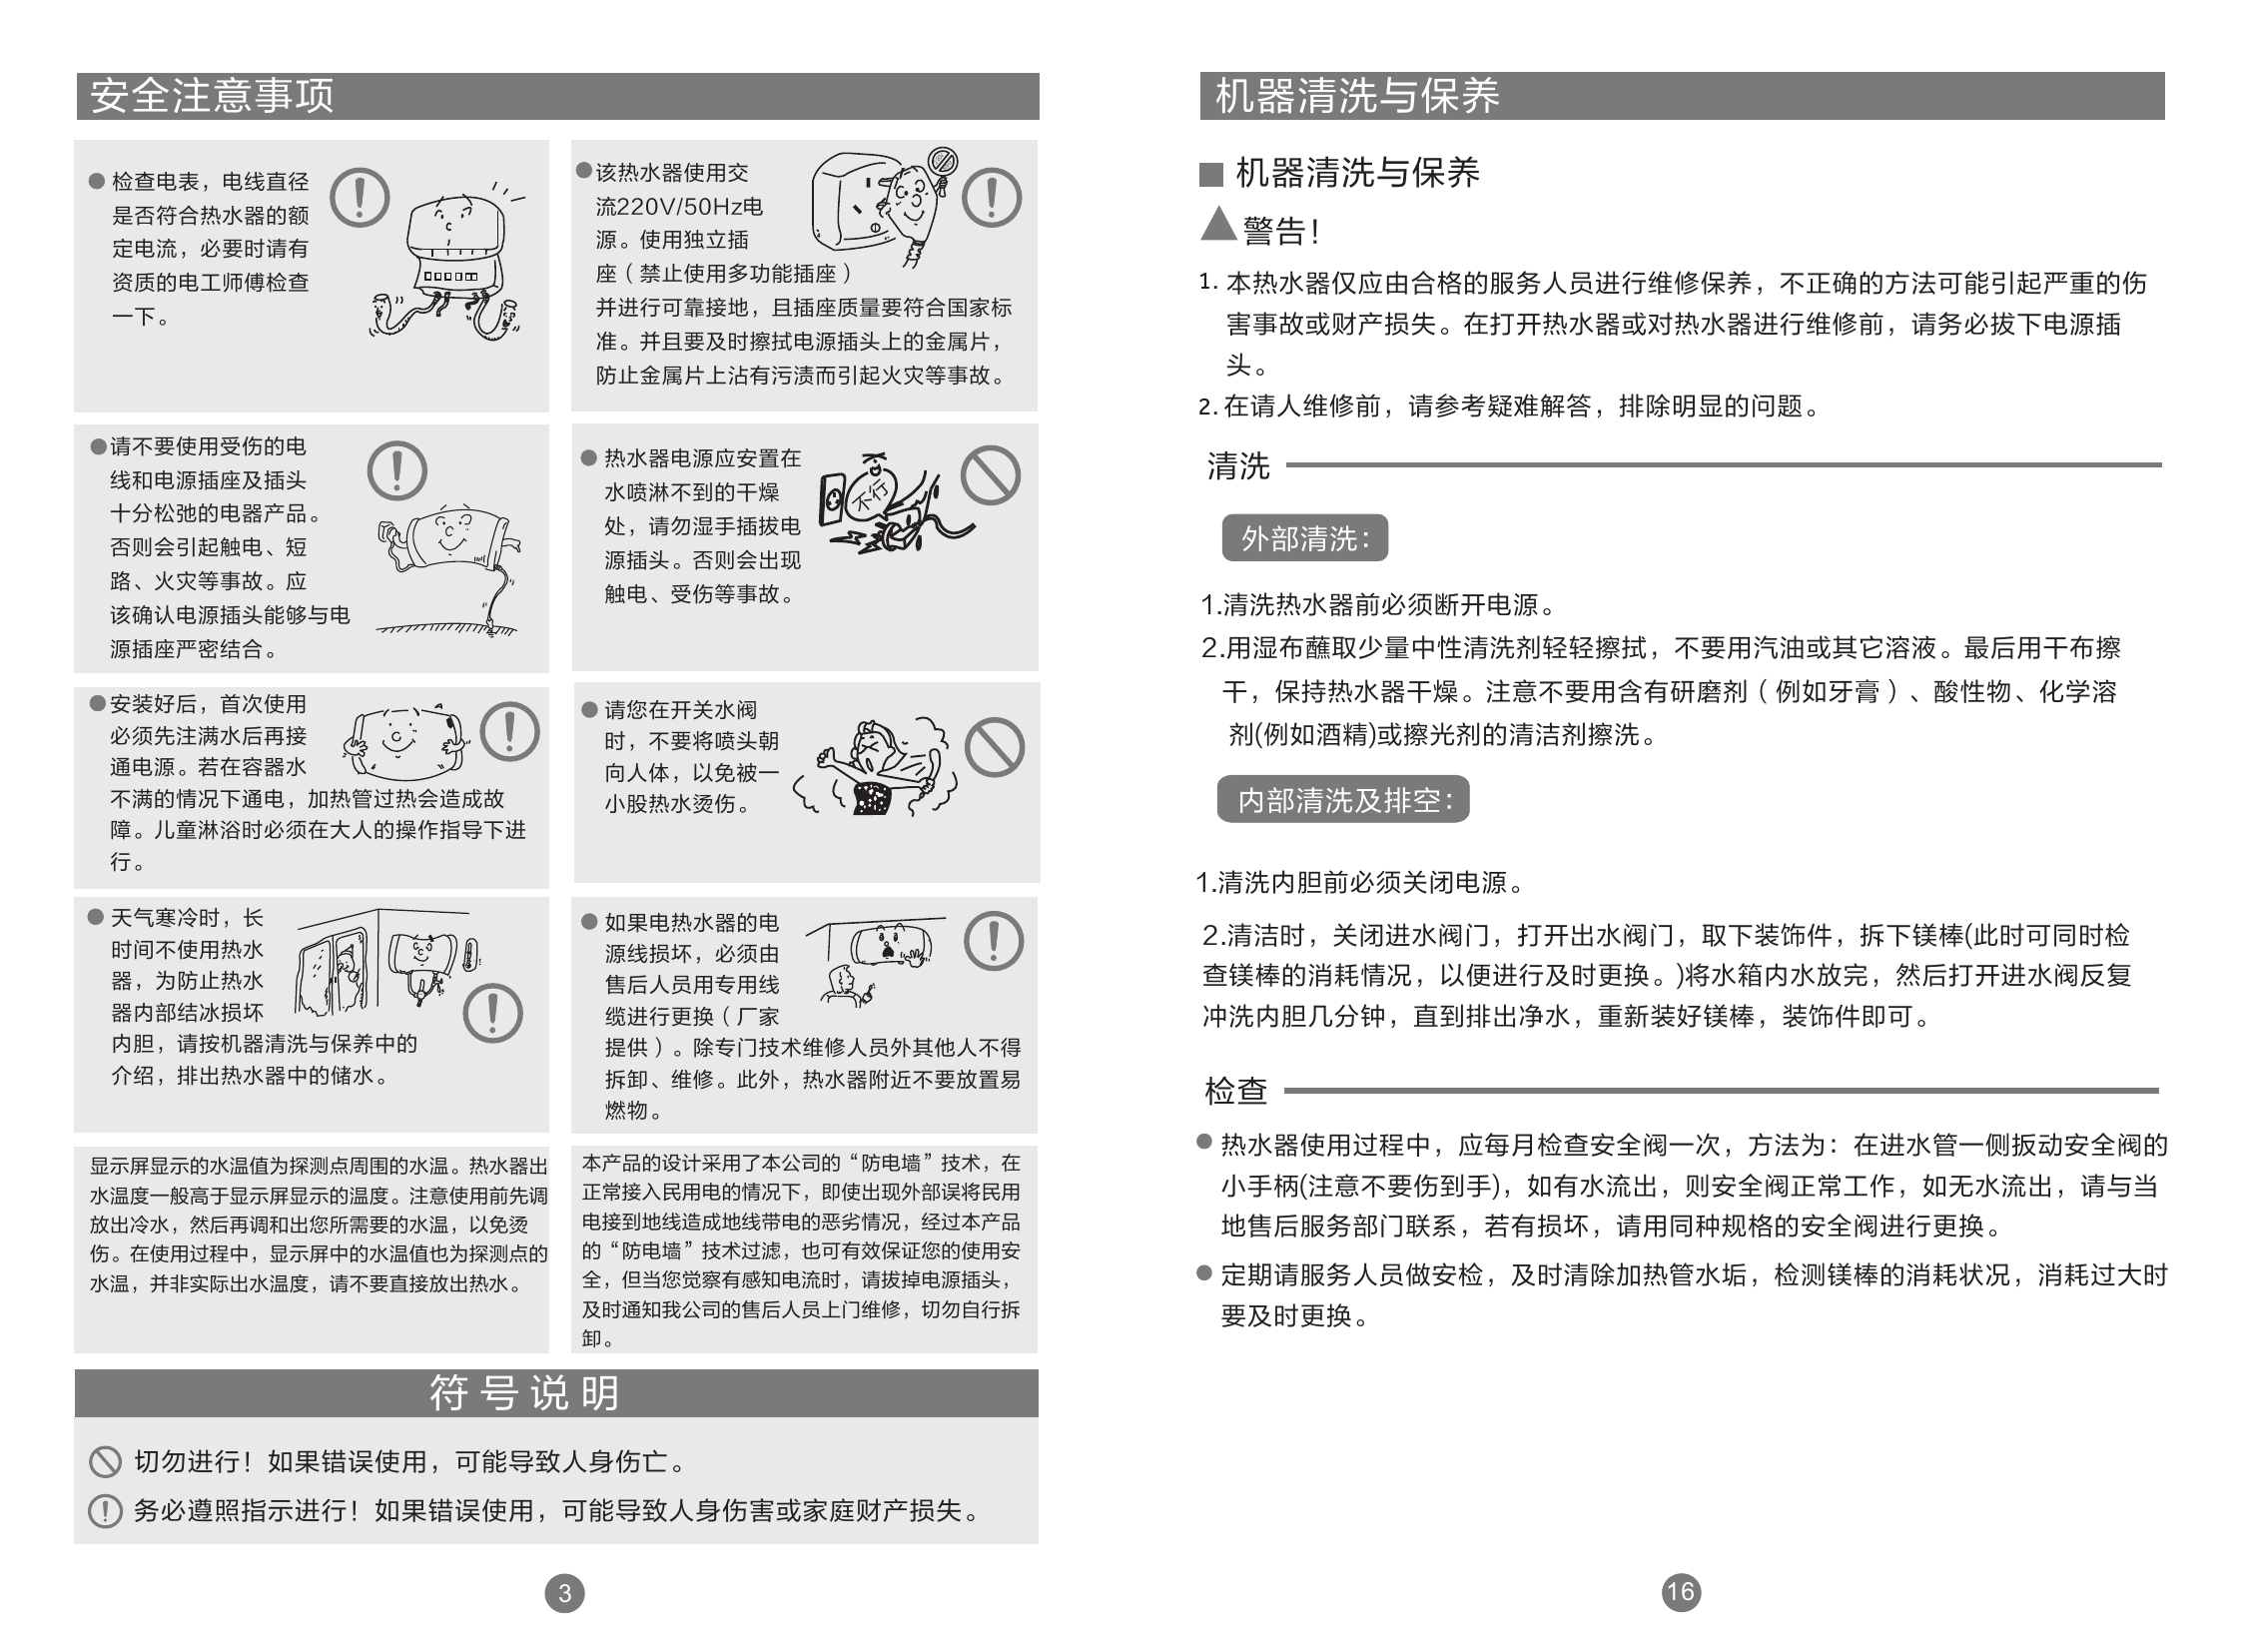 安全注意事项
● 检查电表，电线直径
是否符合热水器的额
定电流，必要时请有
资质的电工师傅检查
一下。
●该热水器使用交
流220V/50Hz电
源。使用独立插
座（禁止使用多功能插座）
并进行可靠接地，且插座质量要符合国家标
准。并且要及时擦拭电源插头上的金属片，
防止金属片上沾有污渍而引起火灾等事故。
●请不要使用受伤的电
线和电源插座及插头
十分松弛的电器产品。
否则会引起触电、短
路、火灾等事故。应
该确认电源插头能够与电
源插座严密结合。
● 热水器电源应安置在
水喷淋不到的干燥
处，请勿湿手插拔电
源插头。否则会出现
触电、受伤等事故。
不行
●安装好后，首次使用
必须先注满水后再接
通电源。若在容器水
不满的情况下通电，加热管过热会造成故
障。儿童淋浴时必须在大人的操作指导下进
行。
● 请您在开关水阀
时，不要将喷头朝
向人体，以免被一
小股热水烫伤。
● 天气寒冷时，长
时间不使用热水
器，为防止热水
器内部结冰损坏
内胆，请按机器清洗与保养中的
介绍，排出热水器中的储水。
● 如果电热水器的电
源线损坏，必须由
售后人员用专用线
缆进行更换（厂家
提供）。除专门技术维修人员外其他人不得
拆卸、维修。此外，热水器附近不要放置易
燃物。
显示屏显示的水温值为探测点周围的水温。热水器出
水温度一般高于显示屏显示的温度。注意使用前先调
放出冷水，然后再调和出您所需要的水温，以免烫
伤。在使用过程中，显示屏中的水温值也为探测点的
水温，并非实际出水温度，请不要直接放出热水。
本产品的设计采用了本公司的“防电墙”技术，在
正常接入民用电的情况下，即使出现外部误将民用
电接到地线造成地线带电的恶劣情况，经过本产品
的“防电墙”技术过滤，也可有效保证您的使用安
全，但当您觉察有感知电流时，请拔掉电源插头，
及时通知我公司的售后人员上门维修，切勿自行拆
卸。
符号说明
切勿进行！如果错误使用，可能导致人身伤亡。
务必遵照指示进行！如果错误使用，可能导致人身伤害或家庭财产损失。
3
机器清洗与保养
■ 机器清洗与保养
▲警告！
1. 本热水器仅应由合格的服务人员进行维修保养，不正确的方法可能引起严重的伤
害事故或财产损失。在打开热水器或对热水器进行维修前，请务必拔下电源插
头。
2. 在请人维修前，请参考疑难解答，排除明显的问题。
清洗
外部清洗：
1.清洗热水器前必须断开电源。
2.用湿布蘸取少量中性清洗剂轻轻擦拭，不要用汽油或其它溶液。最后用干布擦
干，保持热水器干燥。注意不要用含有研磨剂（例如牙膏）、酸性物、化学溶
剂(例如酒精)或擦光剂的清洁剂擦洗。
内部清洗及排空：
1.清洗内胆前必须关闭电源。
2.清洁时，关闭进水阀门，打开出水阀门，取下装饰件，拆下镁棒(此时可同时检
查镁棒的消耗情况，以便进行及时更换。)将水箱内水放完，然后打开进水阀反复
冲洗内胆几分钟，直到排出净水，重新装好镁棒，装饰件即可。
检查
● 热水器使用过程中，应每月检查安全阀一次，方法为：在进水管一侧扳动安全阀的
小手柄(注意不要伤到手)，如有水流出，则安全阀正常工作，如无水流出，请与当
地售后服务部门联系，若有损坏，请用同种规格的安全阀进行更换。
● 定期请服务人员做安检，及时清除加热管水垢，检测镁棒的消耗状况，消耗过大时
要及时更换。
16